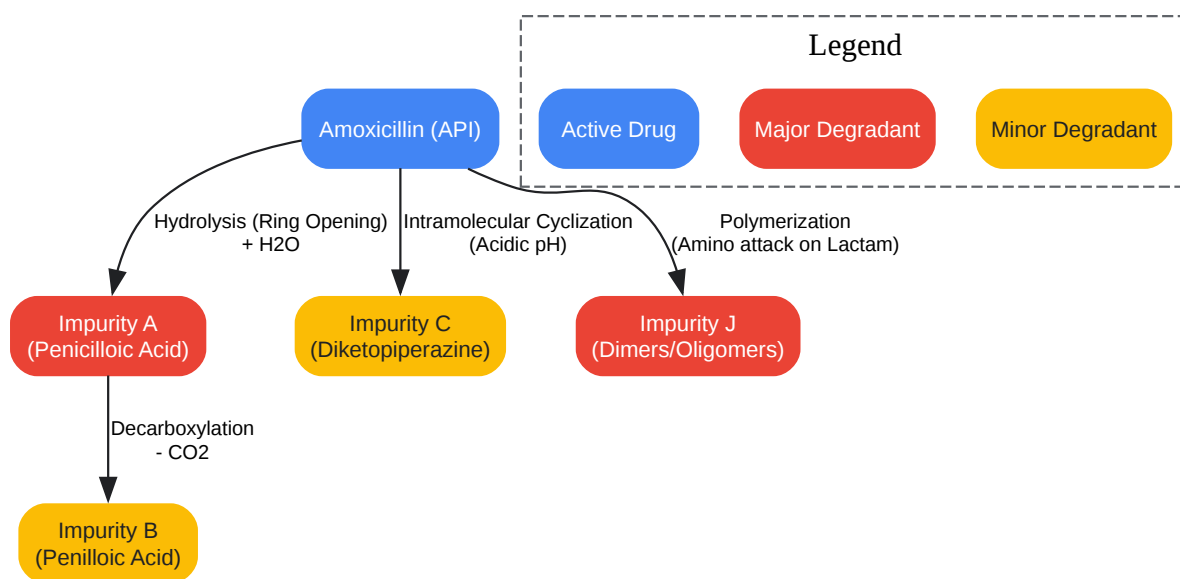 Legend
Amoxicillin (API)
Active Drug
Major Degradant
Minor Degradant
Hydrolysis (Ring Opening)
+ H2O
Intramolecular Cyclization
(Acidic pH)
Polymerization
(Amino attack on Lactam)
Impurity A
(Penicilloic Acid)
Impurity C
(Diketopiperazine)
Impurity J
(Dimers/Oligomers)
Decarboxylation
- CO2
Impurity B
(Penilloic Acid)